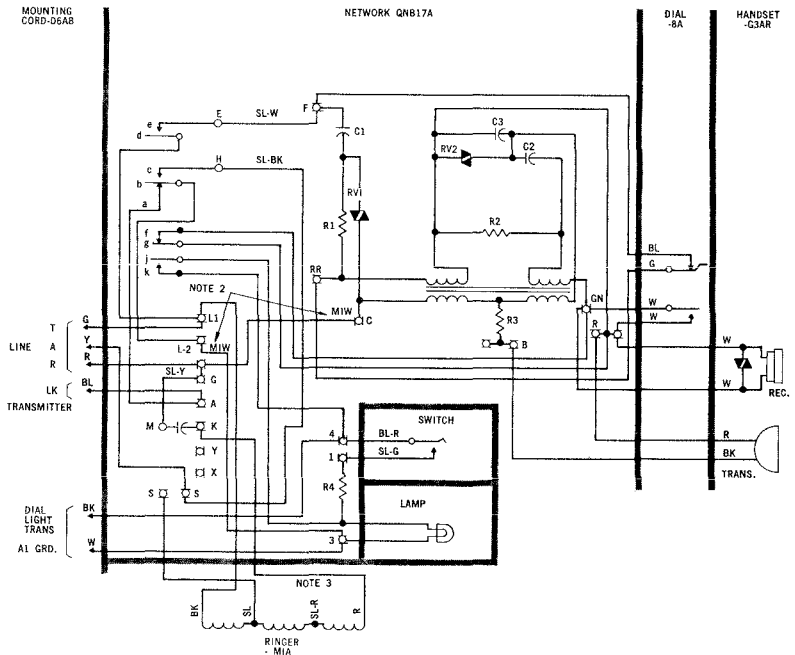 MOUNTING
CORD-D6AB
NETWORK QNB17A
DIAL
-8A
HANDSET
-G3AR
e
E
SL-W
F
d
C1
C3
RV2
C2
c
H
SL-BK
b
a
RV1
R1
R2
f
g
j
k
RR
BL
G
NOTE 2
MIW
C
GN
W
W
R3
R
B
G
T
L1
LINE
Y
A
L-2
MIW
R
R
SL-Y
G
W
W
REC.
LK
BL
TRANSMITTER
A
M
K
SWITCH
4
BL-R
R
BK
TRANS.
Y
1
SL-G
X
S
S
R4
LAMP
DIAL
LIGHT
TRANS
BK
A1 GRD.
W
3
NOTE 3
BK
SL
SL-R
R
RINGER
- MIA